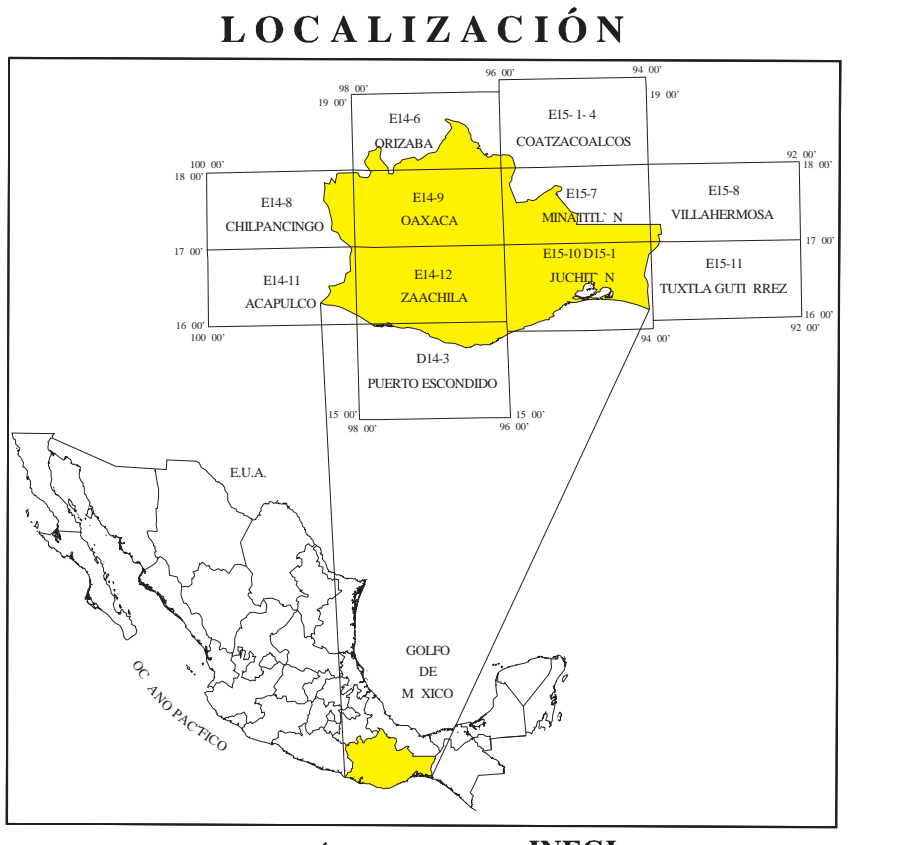 LOCALIZACIÓN
94 00'
96 00'
98 00'
19 00'
19 00'
E14-6
ORIZABA
E15- 1- 4
COATZACOALCOS
92 00'
18 00'
100 00'
18 00'
E14-8
CHILPANCINGO
E14-9
OAXACA
E15-7
MINATITL` N
E15-8
VILLAHERMOSA
17 00'
17 00'
E14-11
ACAPULCO
E14-12
ZAACHILA
E15-10 D15-1
JUCHIT` N
E15-11
TUXTLA GUTI RREZ
16 00'
100 00'
16 00'
92 00'
94 00'
D14-3
PUERTO ESCONDIDO
15 00'
98 00'
15 00'
96 00'
E.U.A.
GOLFO
DE
M XICO
OC ANO PAC˝FICO
INEGI